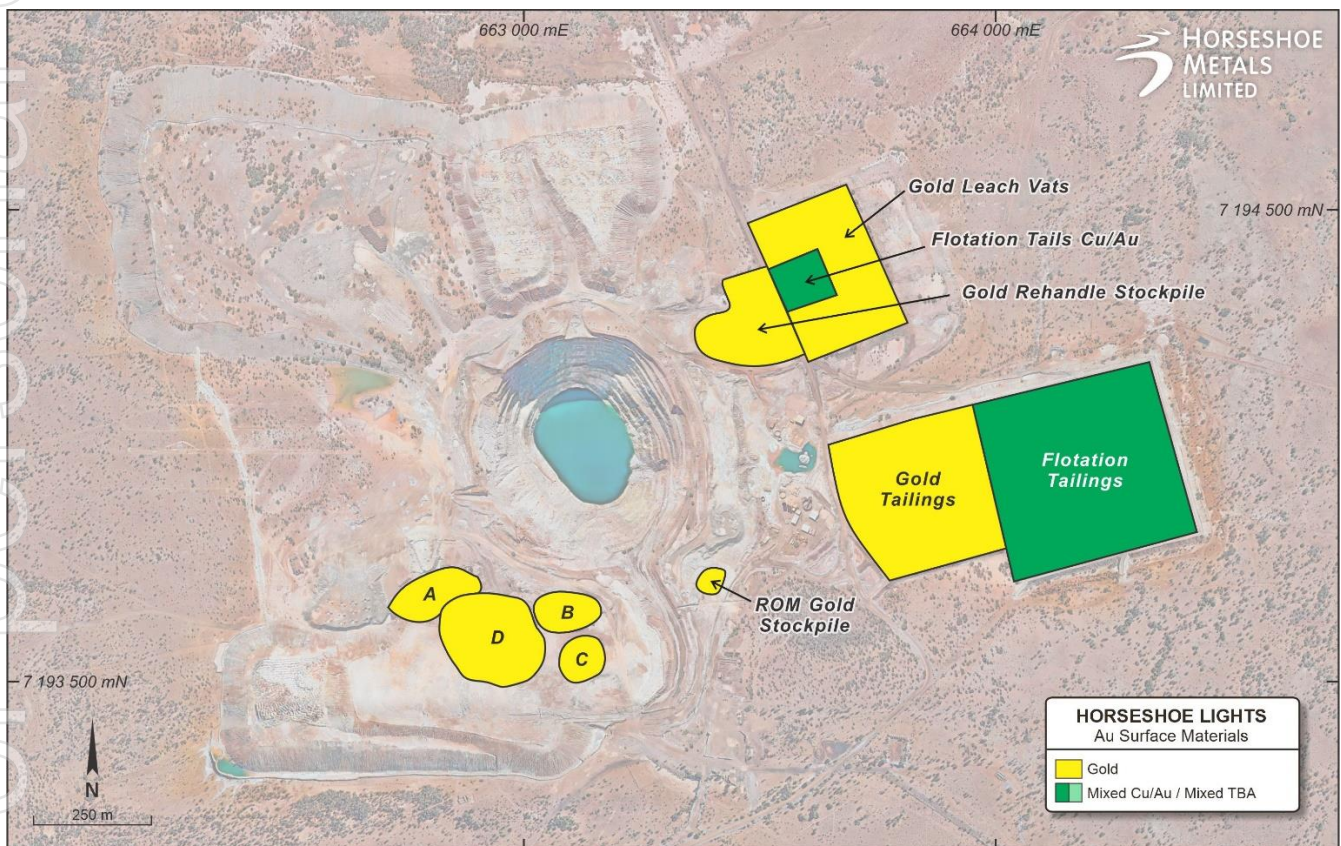 663 000 mE
664 000 mE
HORSESHOE
METALS
LIMITED
Gold Leach Vats
7 194 500 mN
Flotation Tails Cu/Au
Gold Rehandle Stockpile
Gold
Tailings
Flotation
Tailings
A
B
D
C
ROM Gold
Stockpile
7 193 500 mN
N
250 m
HORSESHOE LIGHTS
Au Surface Materials
Gold
Mixed Cu/Au / Mixed TBA